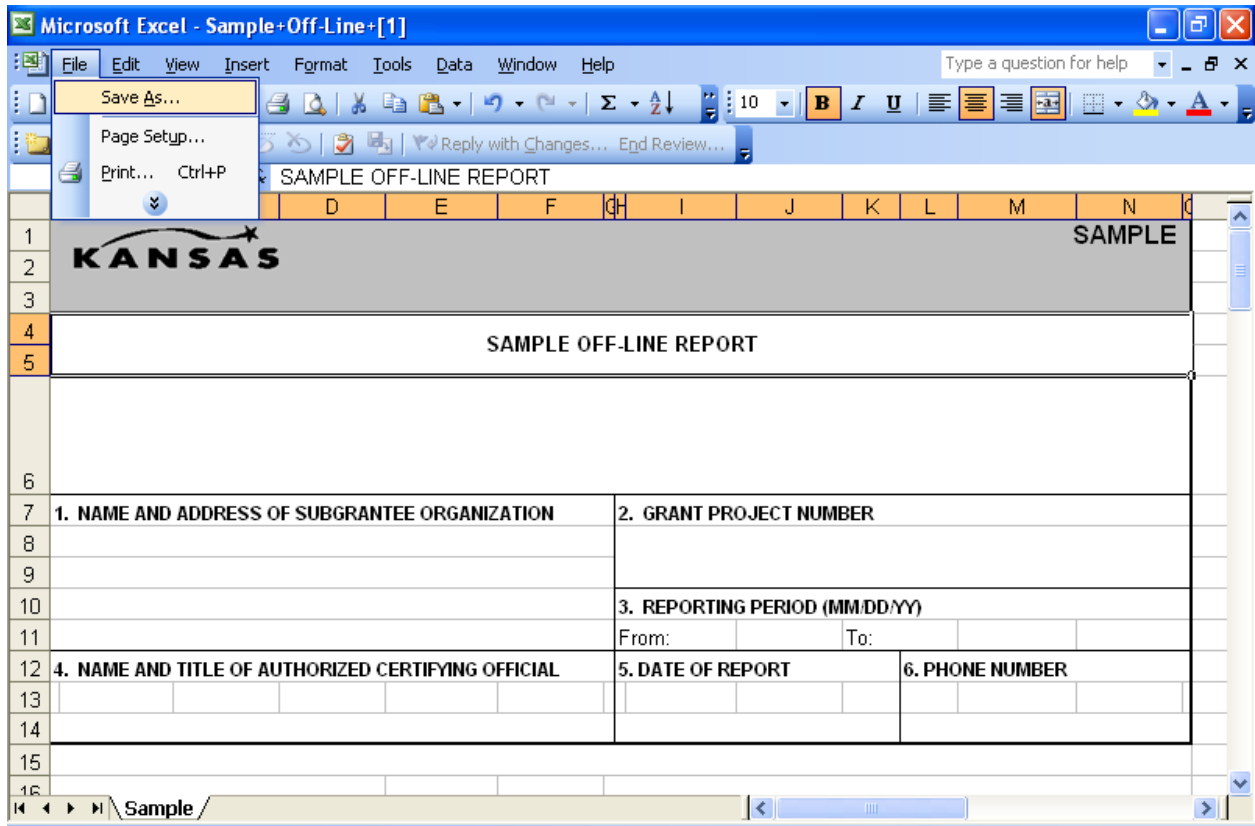 Microsoft Excel - Sample+Off-Line+[1]
File Edit View Insert Format Tools Data Window Help Type a question for help
Save As...
10 B I U
Page Setup...
Reply with Changes... End Review...
Print... Ctrl+P
SAMPLE OFF-LINE REPORT
D E F G H I J K L M N
1 SAMPLE
KANSAS
2
3
4
SAMPLE OFF-LINE REPORT
5
6
7 1. NAME AND ADDRESS OF SUBGRANTEE ORGANIZATION 2. GRANT PROJECT NUMBER
8
9
10 3. REPORTING PERIOD (MM/DD/YY)
11 From: To:
12 4. NAME AND TITLE OF AUTHORIZED CERTIFYING OFFICIAL 5. DATE OF REPORT 6. PHONE NUMBER
13
14
15
16
Sample